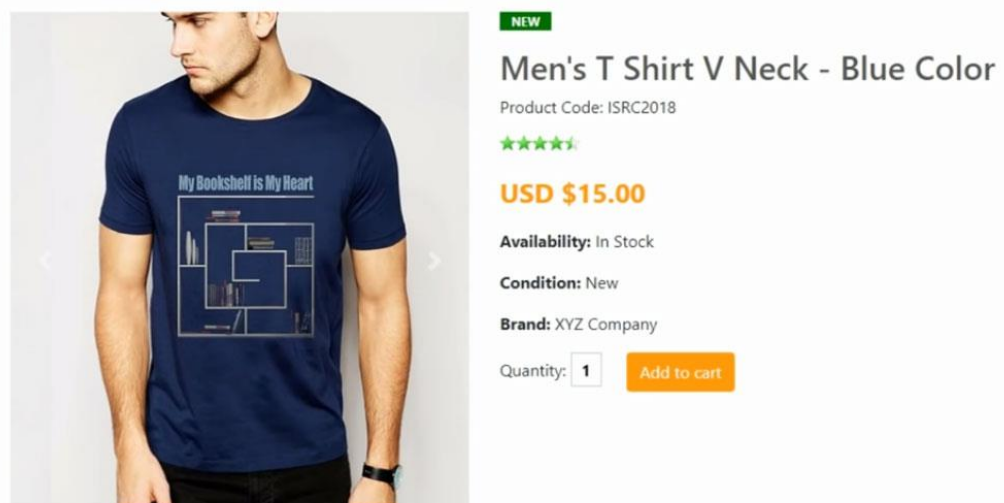 NEW
Men's T Shirt V Neck - Blue Color
Product Code: ISRC2018
USD $15.00
Availability: In Stock
Condition: New
Brand: XYZ Company
Quantity: 1 Add to cart
My Bookshelf is My Heart